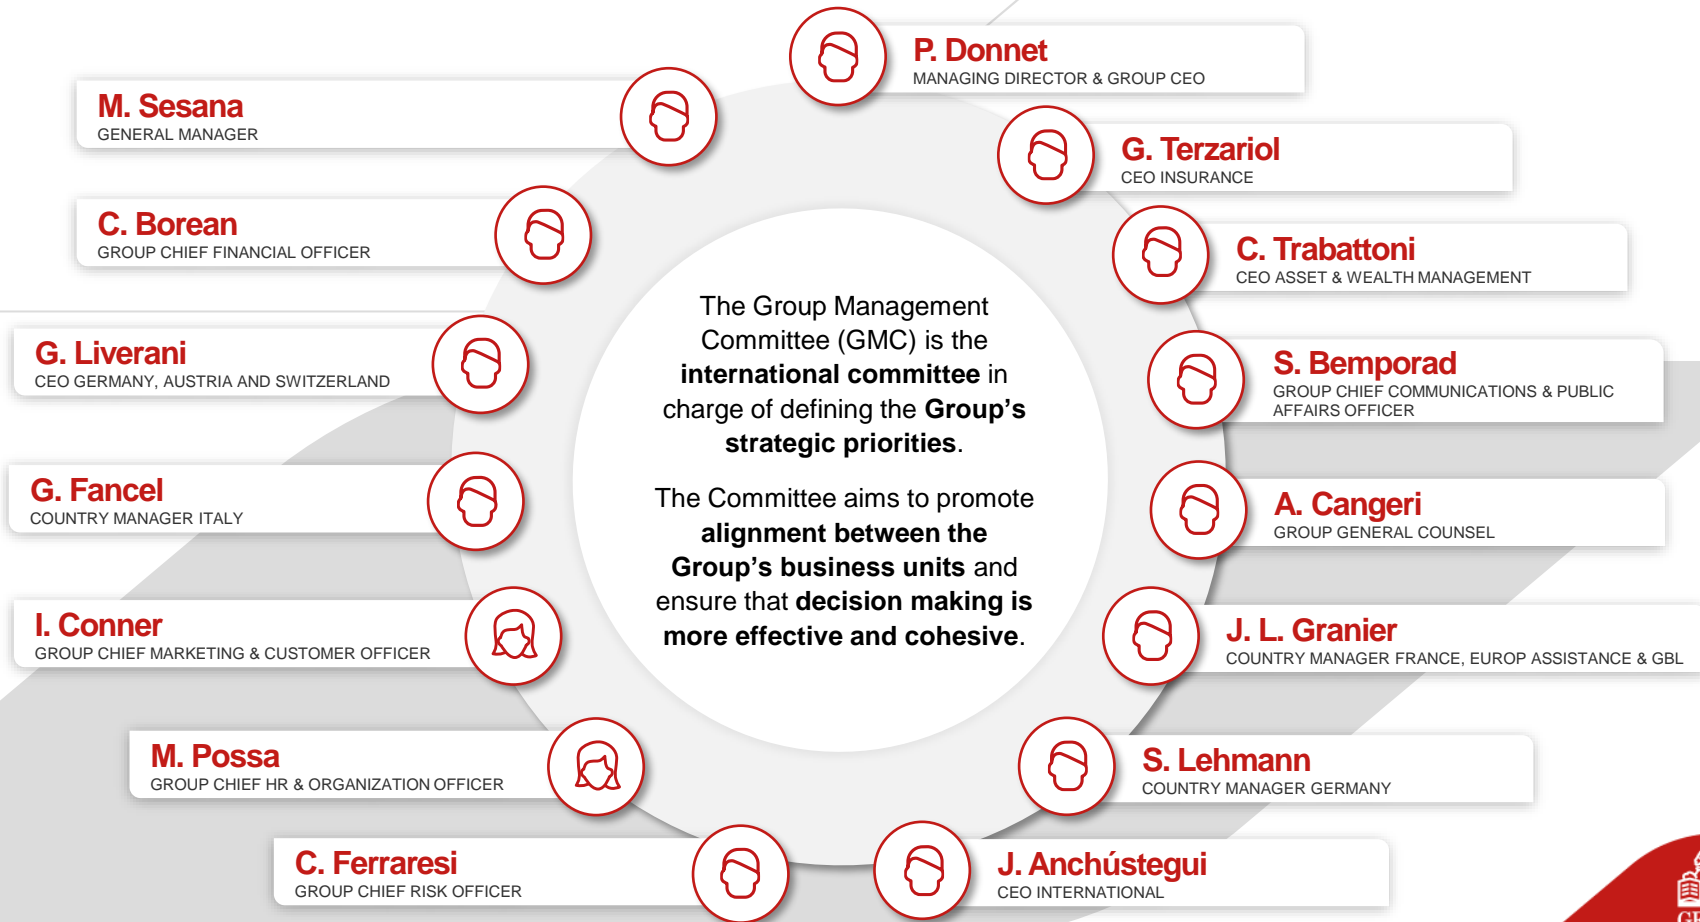 P. Donnet
MANAGING DIRECTOR & GROUP CEO
M. Sesana
GENERAL MANAGER
G. Terzariol
CEO INSURANCE
C. Borean
GROUP CHIEF FINANCIAL OFFICER
C. Trabattoni
CEO ASSET & WEALTH MANAGEMENT
G. Liverani
CEO GERMANY, AUSTRIA AND SWITZERLAND
S. Bemporad
GROUP CHIEF COMMUNICATIONS & PUBLIC
AFFAIRS OFFICER
G. Fancel
COUNTRY MANAGER ITALY
A. Cangeri
GROUP GENERAL COUNSEL
I. Conner
GROUP CHIEF MARKETING & CUSTOMER OFFICER
J. L. Granier
COUNTRY MANAGER FRANCE, EUROP ASSISTANCE & GBL
M. Possa
GROUP CHIEF HR & ORGANIZATION OFFICER
S. Lehmann
COUNTRY MANAGER GERMANY
C. Ferraresi
GROUP CHIEF RISK OFFICER
J. Anchústegui
CEO INTERNATIONAL
The Group Management
Committee (GMC) is the
international committee in
charge of defining the Group's
strategic priorities.
The Committee aims to promote
alignment between the
Group's business units and
ensure that decision making is
more effective and cohesive.